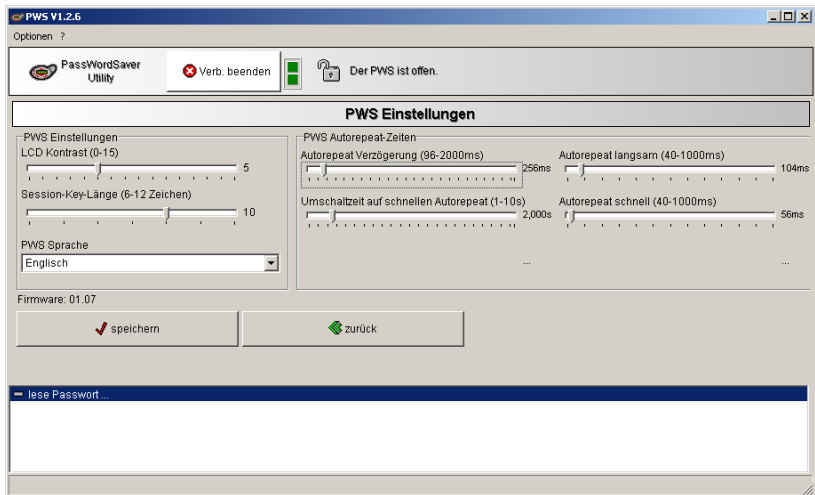 PWS V1.2.6
Optionen ?
PassWordSaver
Utility
Verb. beenden
Der PWS ist offen.
PWS Einstellungen
PWS Einstellungen
LCD Kontrast (0-15)
5
Session-Key-Länge (6-12 Zeichen)
10
PWS Sprache
Englisch
PWS Autorepeat-Zeiten
Autorepeat Verzögerung (96-2000ms)
256ms
Autorepeat langsam (40-1000ms)
104ms
Umschaltzeit auf schnellen Autorepeat (1-10s)
2,000s
Autorepeat schnell (40-1000ms)
56ms
...
...
Firmware: 01.07
speichern
zurück
lese Passwort ...